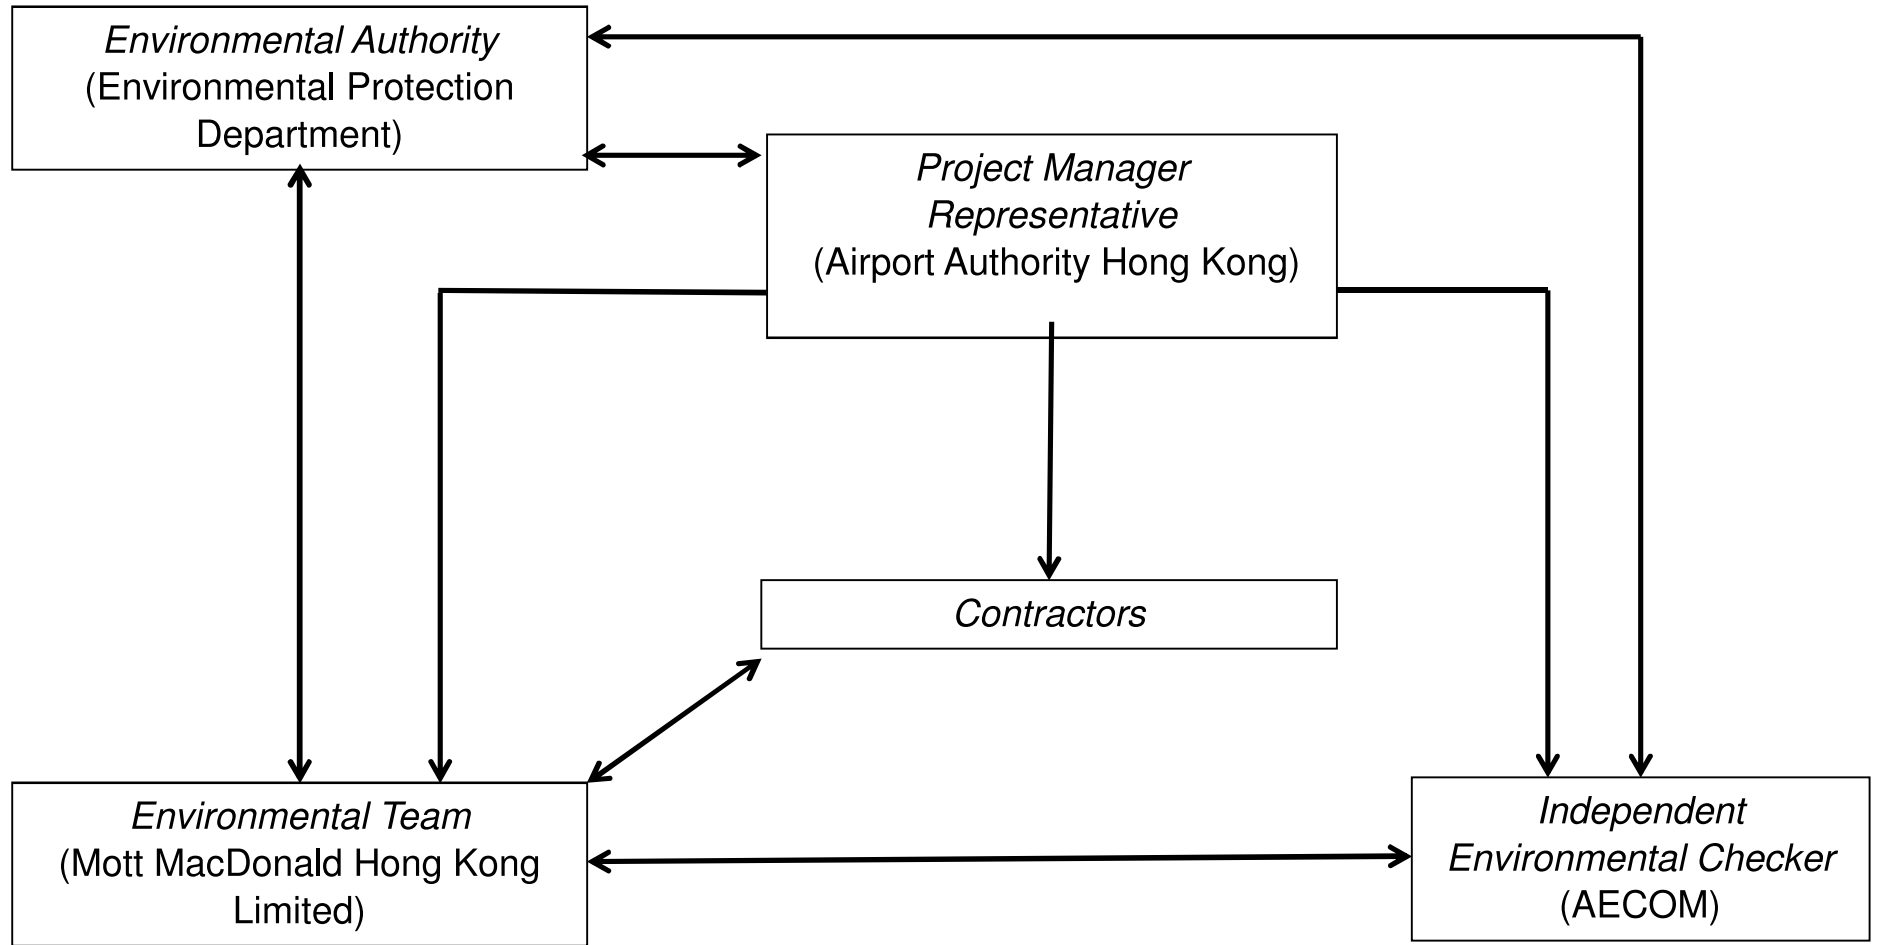 Environmental Authority
(Environmental Protection
Department)
Project Manager
Representative
(Airport Authority Hong Kong)
Contractors
Environmental Team
(Mott MacDonald Hong Kong
Limited)
Independent
Environmental Checker
(AECOM)